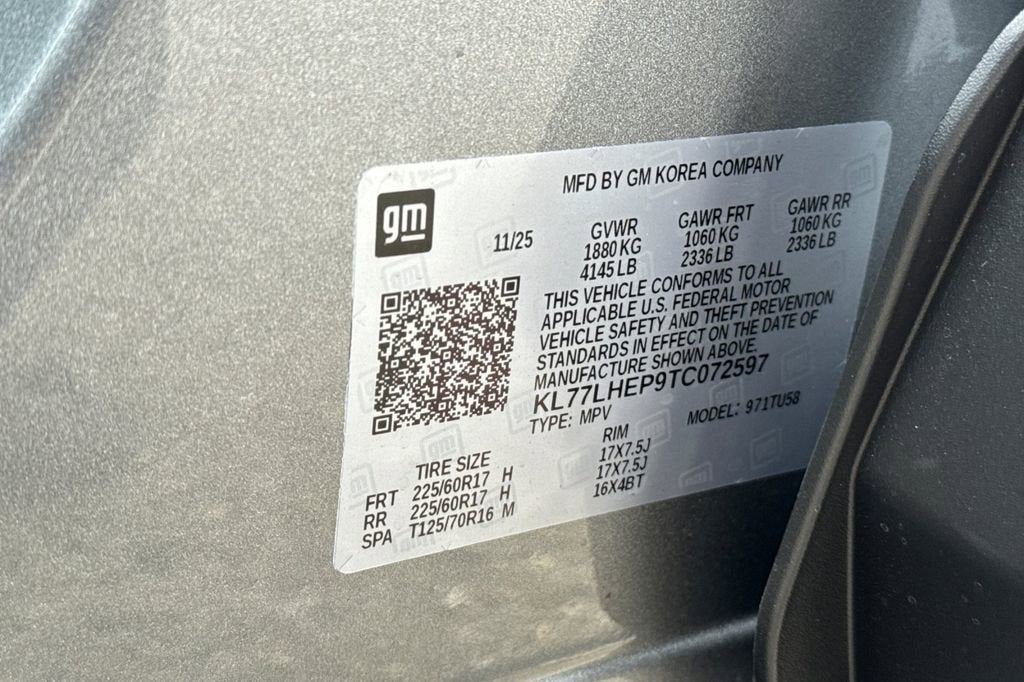 MFD BY GM KOREA COMPANY
gm
11/25
GVWR
1880 KG
4145 LB
GAWR FRT
1060 KG
2336 LB
GAWR RR
1060 KG
2336 LB
THIS VEHICLE CONFORMS TO ALL
APPLICABLE U.S. FEDERAL MOTOR
VEHICLE SAFETY AND THEFT PREVENTION
STANDARDS IN EFFECT ON THE DATE OF
MANUFACTURE SHOWN ABOVE.
KL77LHEP9TC072597
TYPE: MPV MODEL: 971TU58
TIRE SIZE RIM
FRT 225/60R17 H 17X7.5J
RR 225/60R17 H 17X7.5J
SPA T125/70R16 M 16X4BT